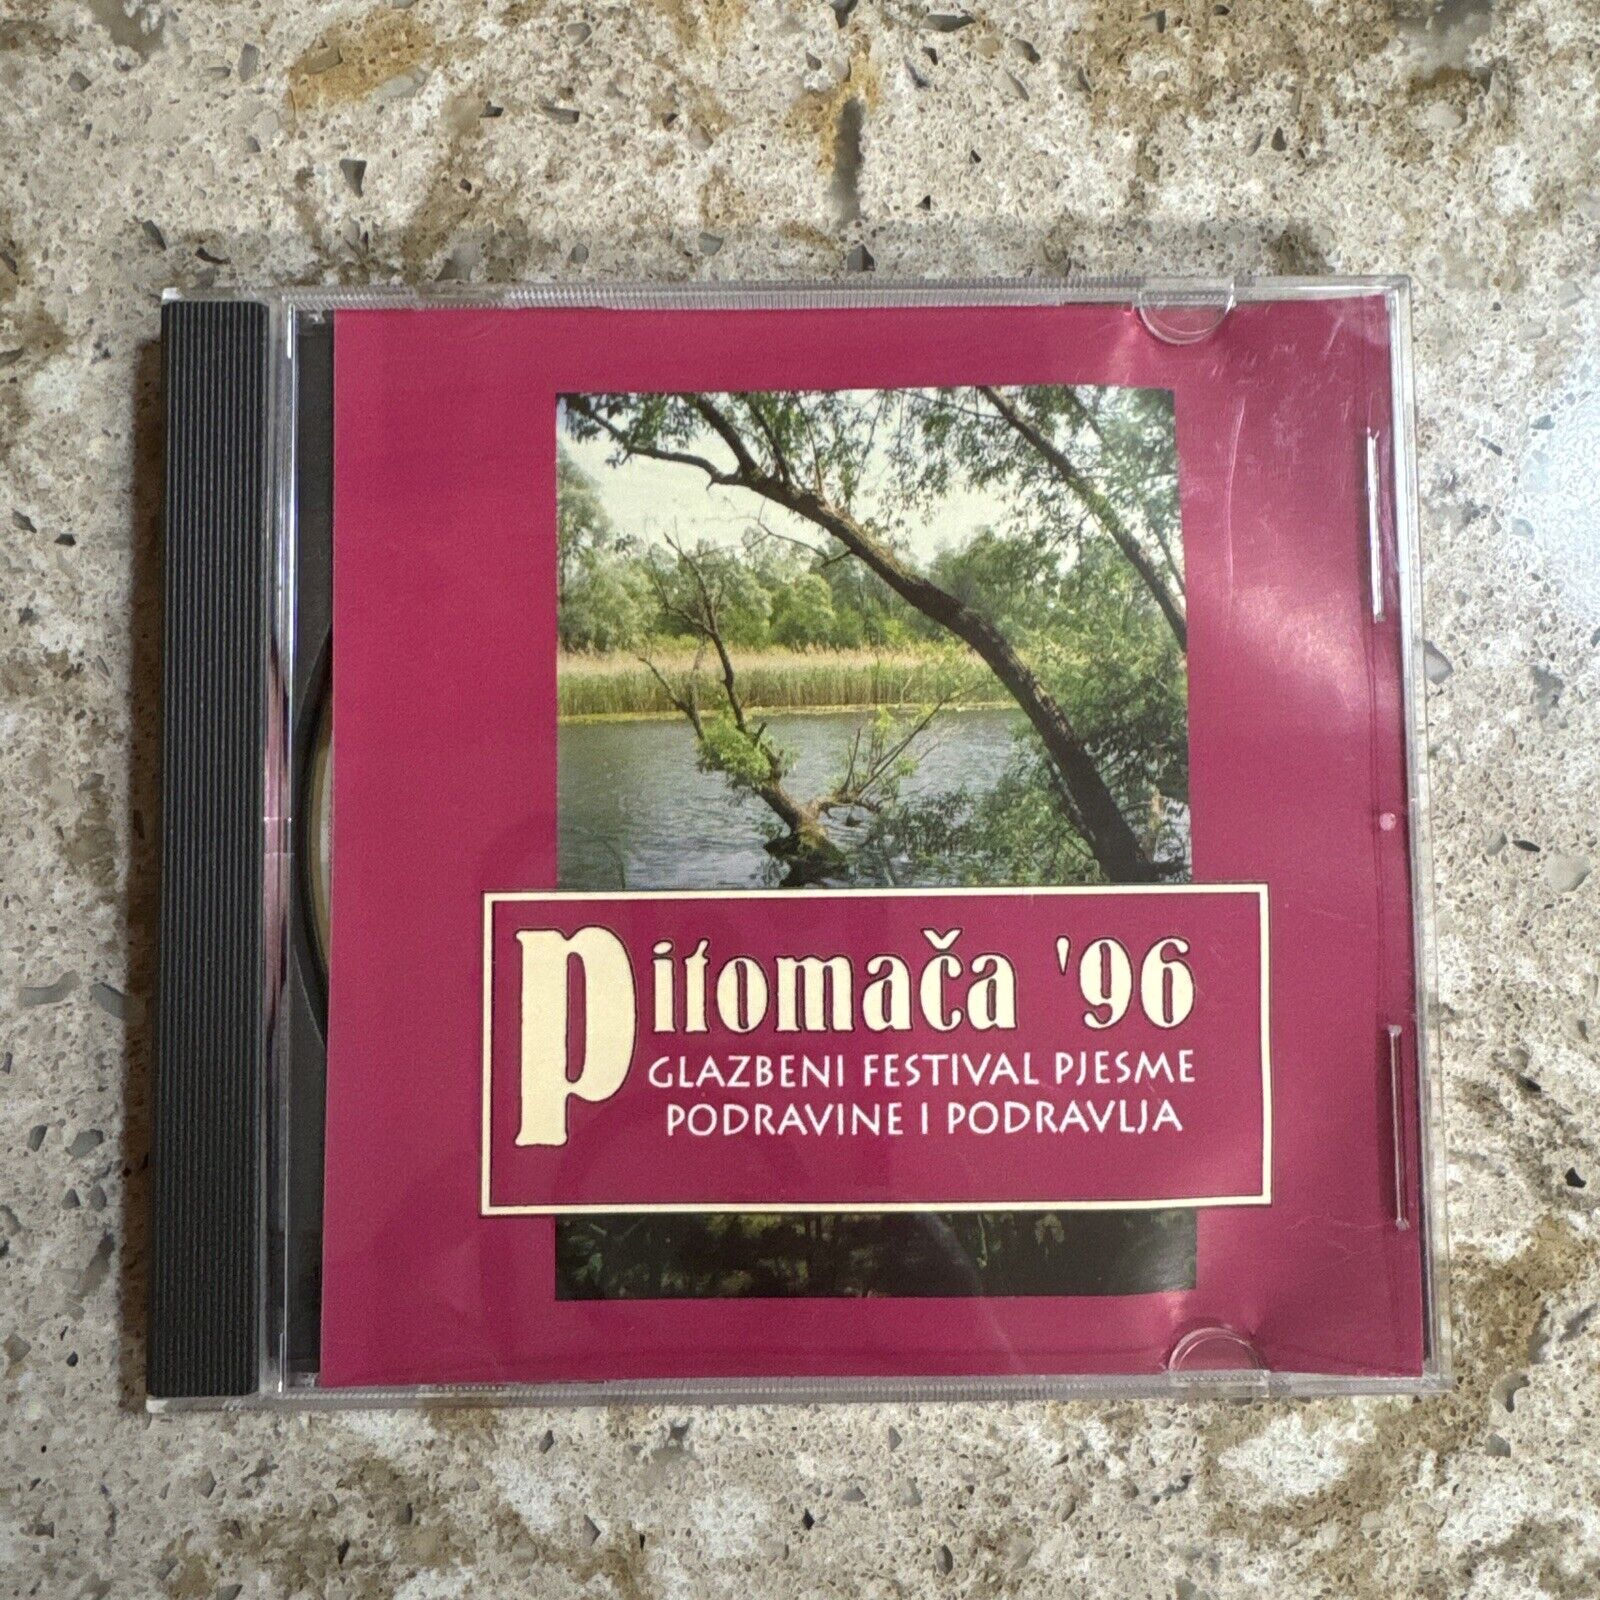 Pitomača '96
GLAZBENI FESTIVAL PJESME
PODRAVINE I PODRAVLJA